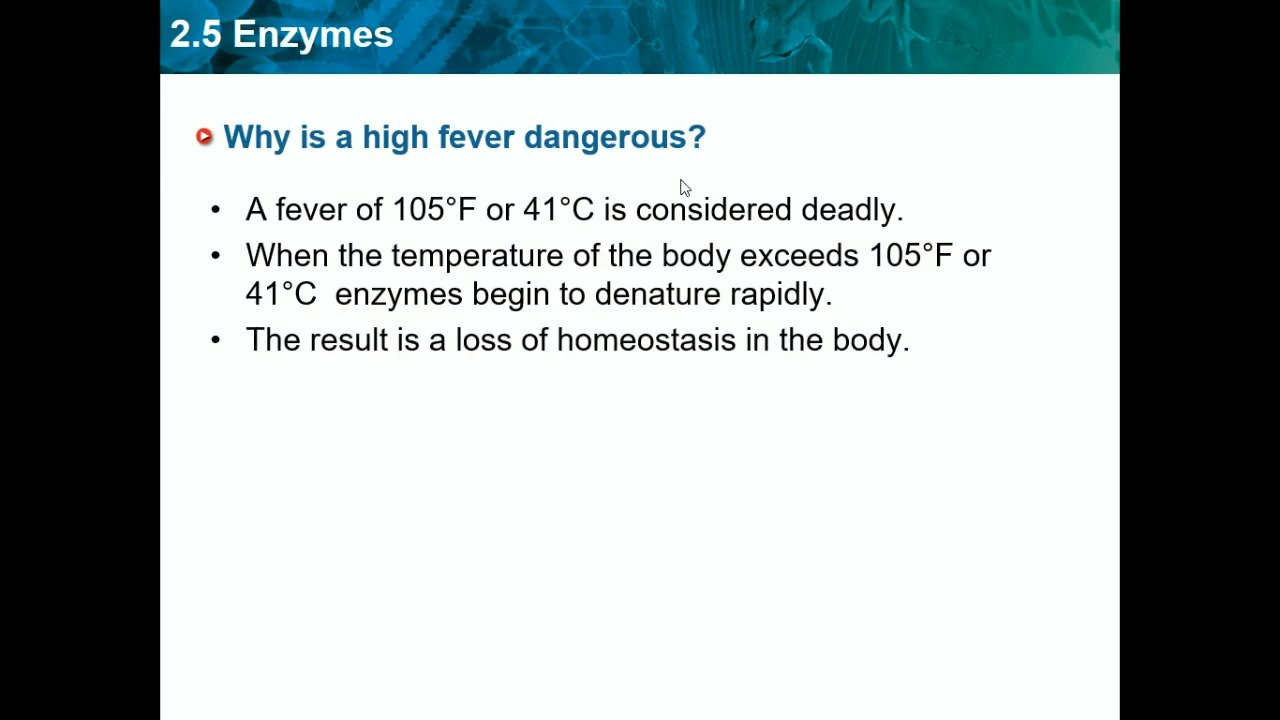 2.5 Enzymes
Why is a high fever dangerous?
• A fever of 105°F or 41°C is considered deadly.
• When the temperature of the body exceeds 105°F or
41°C  enzymes begin to denature rapidly.
• The result is a loss of homeostasis in the body.